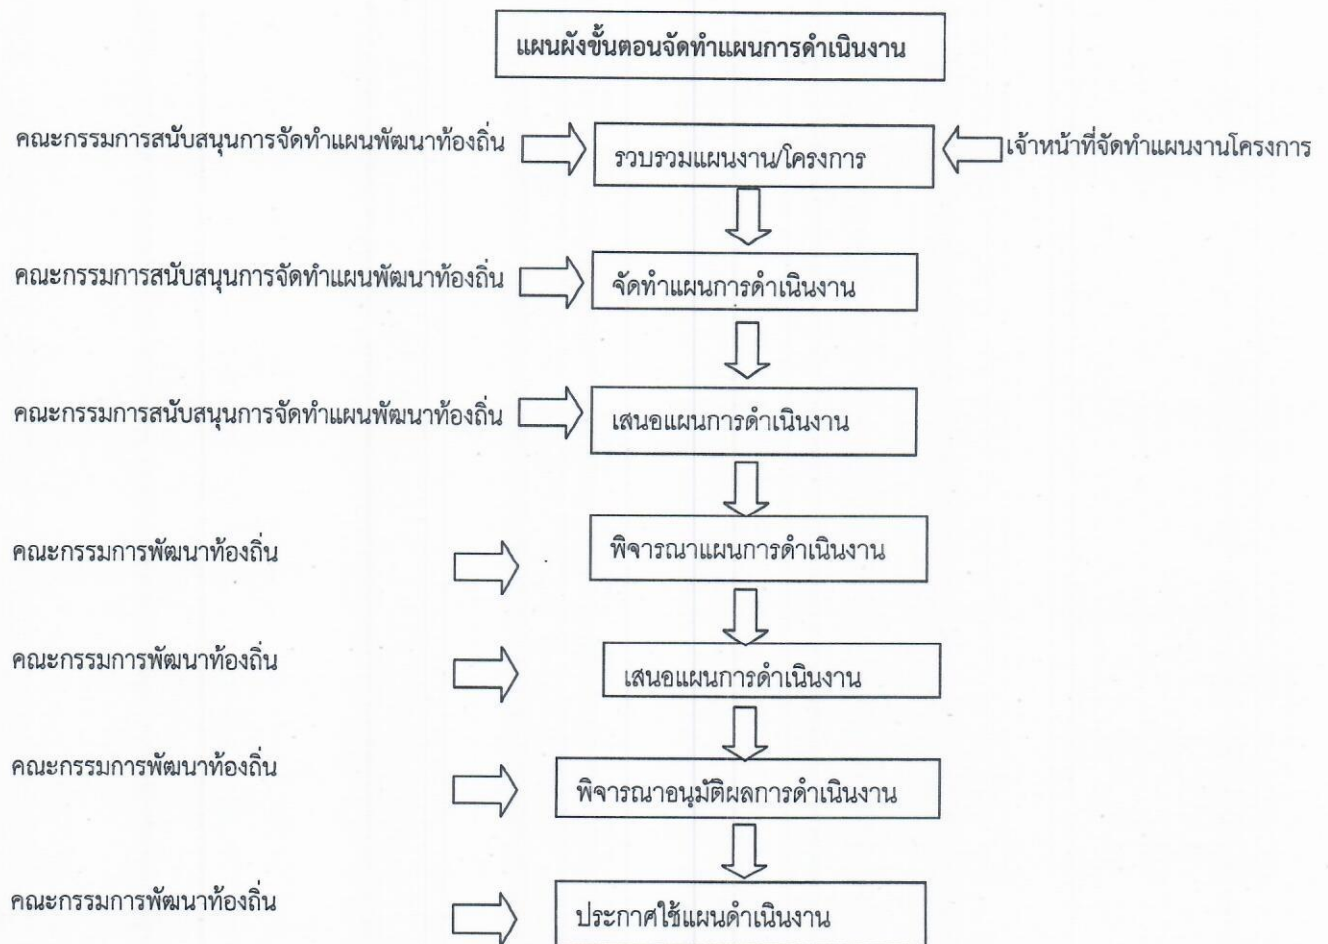 แผนผังขั้นตอนจัดทำแผนการดำเนินงาน
คณะกรรมการสนับสนุนการจัดทำแผนพัฒนาท้องถิ่น
รวบรวมแผนงาน/โครงการ
เจ้าหน้าที่จัดทำแผนงานโครงการ
คณะกรรมการสนับสนุนการจัดทำแผนพัฒนาท้องถิ่น
จัดทำแผนการดำเนินงาน
คณะกรรมการสนับสนุนการจัดทำแผนพัฒนาท้องถิ่น
เสนอแผนการดำเนินงาน
คณะกรรมการพัฒนาท้องถิ่น
พิจารณาแผนการดำเนินงาน
คณะกรรมการพัฒนาท้องถิ่น
เสนอแผนการดำเนินงาน
คณะกรรมการพัฒนาท้องถิ่น
พิจารณาอนุมัติผลการดำเนินงาน
คณะกรรมการพัฒนาท้องถิ่น
ประกาศใช้แผนดำเนินงาน